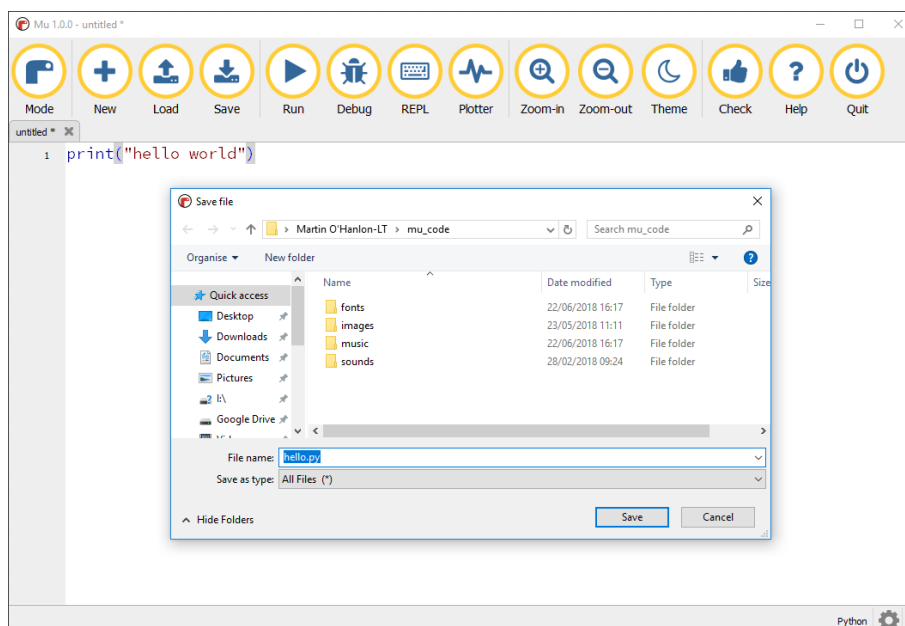 Mu 1.0.0 - untitled *
Mode New Load Save Run Debug REPL Plotter Zoom-in Zoom-out Theme Check Help Quit
untitled *
1 print("hello world")
Save file
Martin O'Hanlon-LT > mu_code
Search mu_code
Organise New folder
Name Date modified Type Size
Quick access
Desktop
Downloads
Documents
Pictures
I:\
Google Drive
fonts 22/06/2018 16:17 File folder
images 23/05/2018 11:11 File folder
music 22/06/2018 16:17 File folder
sounds 28/02/2018 09:24 File folder
File name: hello.py
Save as type: All Files (*)
Hide Folders
Save Cancel
Python